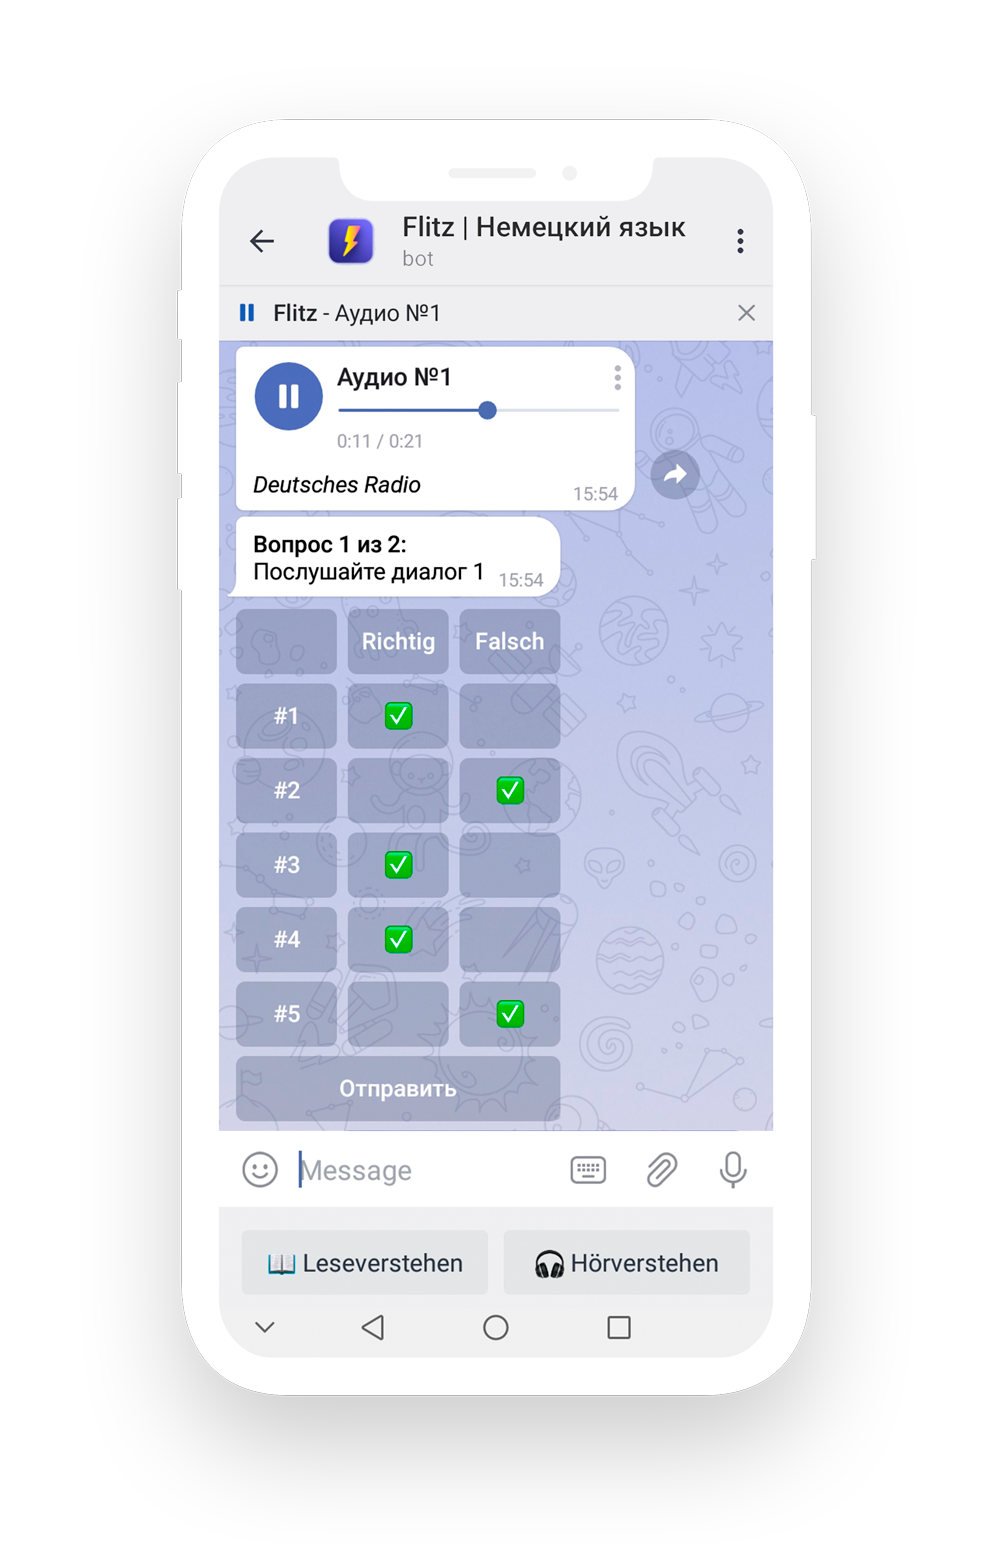 Flitz | Немецкий язык
bot
Flitz - Аудио №1
Аудио №1
0:11 / 0:21
Deutsches Radio
15:54
Вопрос 1 из 2:
Послушайте диалог 1 15:54
Richtig Falsch
#1
#2
#3
#4
#5
Отправить
Message
Leseverstehen Hörverstehen